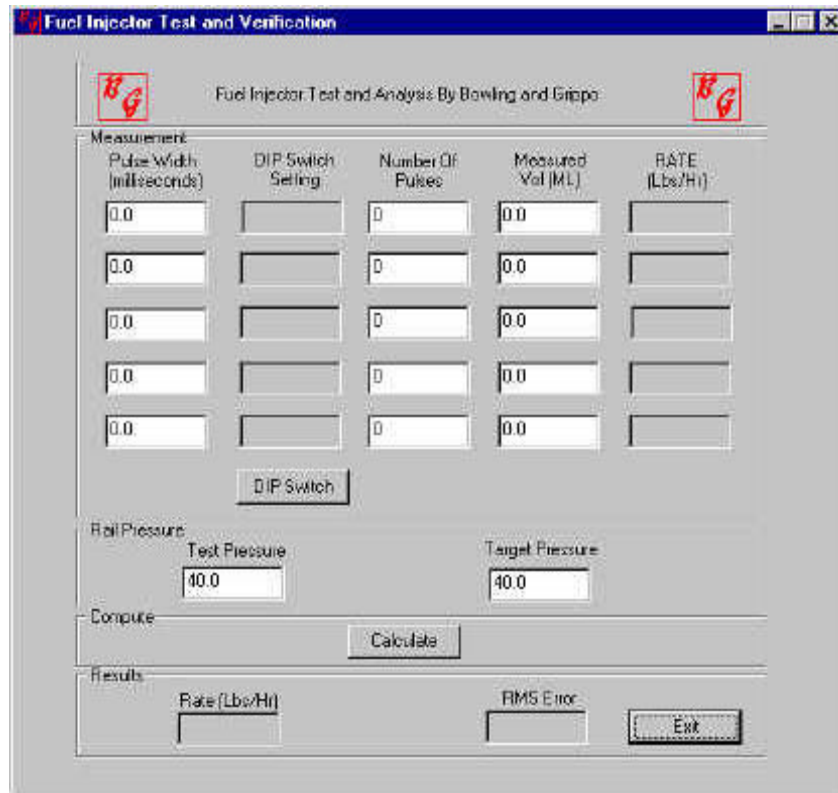 Fuel Injector Test and Verification
B G
Fuel Injector Test and Analysis By Bowling and Grippo
B G
Measurement
Pulse Width (milliseconds)
DIP Switch Setting
Number Of Pulses
Measured Vol (ML)
RATE (Lbs/Hr)
0.0 0 0.0
0.0 0 0.0
0.0 0 0.0
0.0 0 0.0
0.0 0 0.0
DIP Switch
Rail Pressure
Test Pressure Target Pressure
40.0 40.0
Compute
Calculate
Results
Rate (Lbs/Hr) RMS Error
Exit